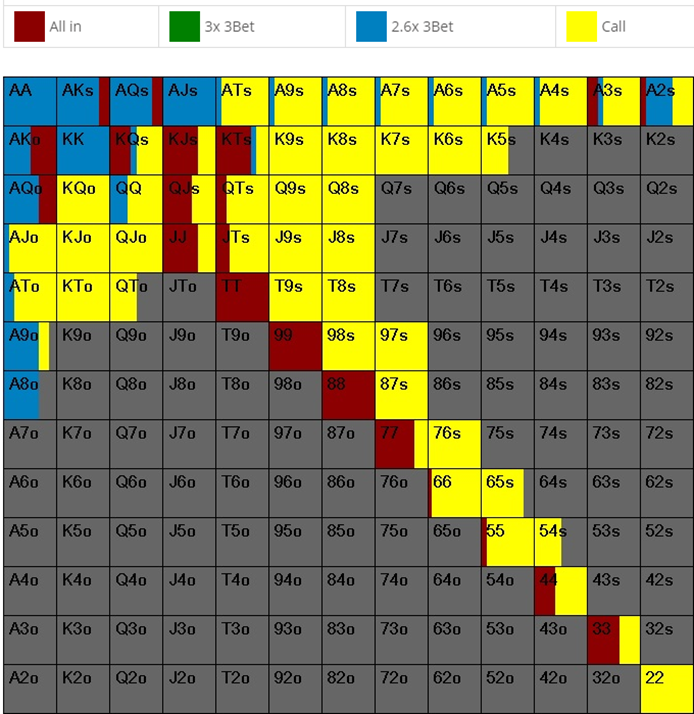 All in 3x 3Bet 2.6x 3Bet Call
AA AKs AQs AJs ATs A9s A8s A7s A6s A5s A4s A3s A2s
AKo KK KQs KJs KTs K9s K8s K7s K6s K5s K4s K3s K2s
AQo KQo QQ QJs QTs Q9s Q8s Q7s Q6s Q5s Q4s Q3s Q2s
AJo KJo QJo JJ JTs J9s J8s J7s J6s J5s J4s J3s J2s
ATo KTo QTo JTo TT T9s T8s T7s T6s T5s T4s T3s T2s
A9o K9o Q9o J9o T9o 99 98s 97s 96s 95s 94s 93s 92s
A8o K8o Q8o J8o T8o 98o 88 87s 86s 85s 84s 83s 82s
A7o K7o Q7o J7o T7o 97o 87o 77 76s 75s 74s 73s 72s
A6o K6o Q6o J6o T6o 96o 86o 76o 66 65s 64s 63s 62s
A5o K5o Q5o J5o T5o 95o 85o 75o 65o 55 54s 53s 52s
A4o K4o Q4o J4o T4o 94o 84o 74o 64o 54o 44 43s 42s
A3o K3o Q3o J3o T3o 93o 83o 73o 63o 53o 43o 33 32s
A2o K2o Q2o J2o T2o 92o 82o 72o 62o 52o 42o 32o 22